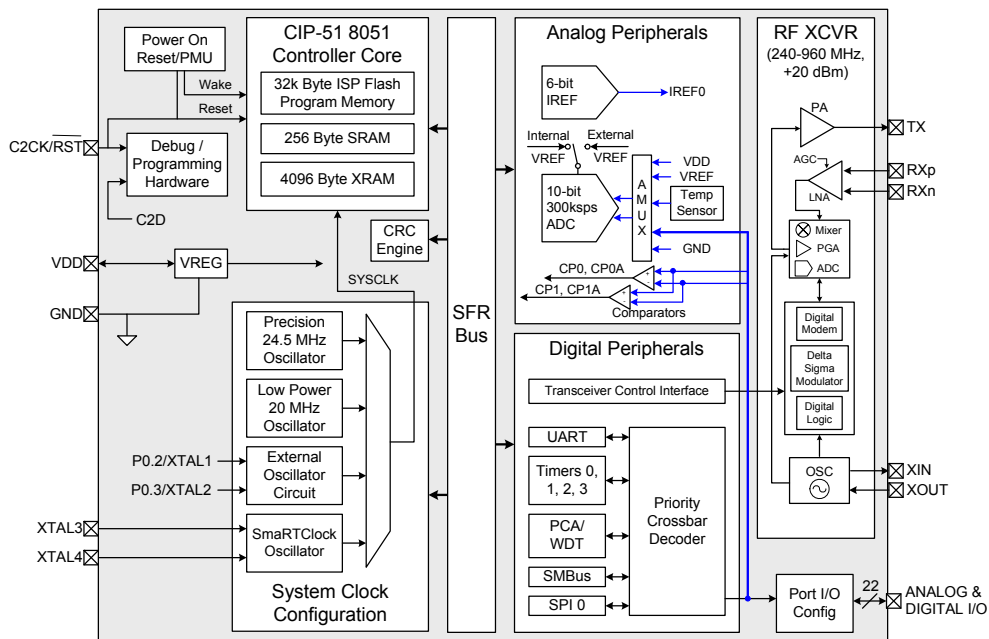 Power On
Reset/PMU
Wake
Reset
C2CK/RST
Debug /
Programming
Hardware
C2D
VDD
VREG
GND
CIP-51 8051
Controller Core
32k Byte ISP Flash
Program Memory
256 Byte SRAM
4096 Byte XRAM
CRC
Engine
SYSCLK
Precision
24.5 MHz
Oscillator
Low Power
20 MHz
Oscillator
P0.2/XTAL1
P0.3/XTAL2
External
Oscillator
Circuit
XTAL3
XTAL4
SmaRTClock
Oscillator
System Clock
Configuration
SFR
Bus
Analog Peripherals
6-bit
IREF
IREF0
Internal
VREF
External
VREF
10-bit
300ksps
ADC
A
M
U
X
VDD
VREF
Temp
Sensor
GND
CP0, CP0A
+
-
CP1, CP1A
+
-
Comparators
Digital Peripherals
Transceiver Control Interface
UART
Timers 0,
1, 2, 3
PCA/
WDT
SMBus
SPI 0
Priority
Crossbar
Decoder
RF XCVR
(240-960 MHz,
+20 dBm)
PA
TX
AGC
LNA
RXp
RXn
Mixer
PGA
ADC
Digital
Modem
Delta
Sigma
Modulator
Digital
Logic
OSC
XIN
XOUT
Port I/O
Config
22
ANALOG &
DIGITAL I/O